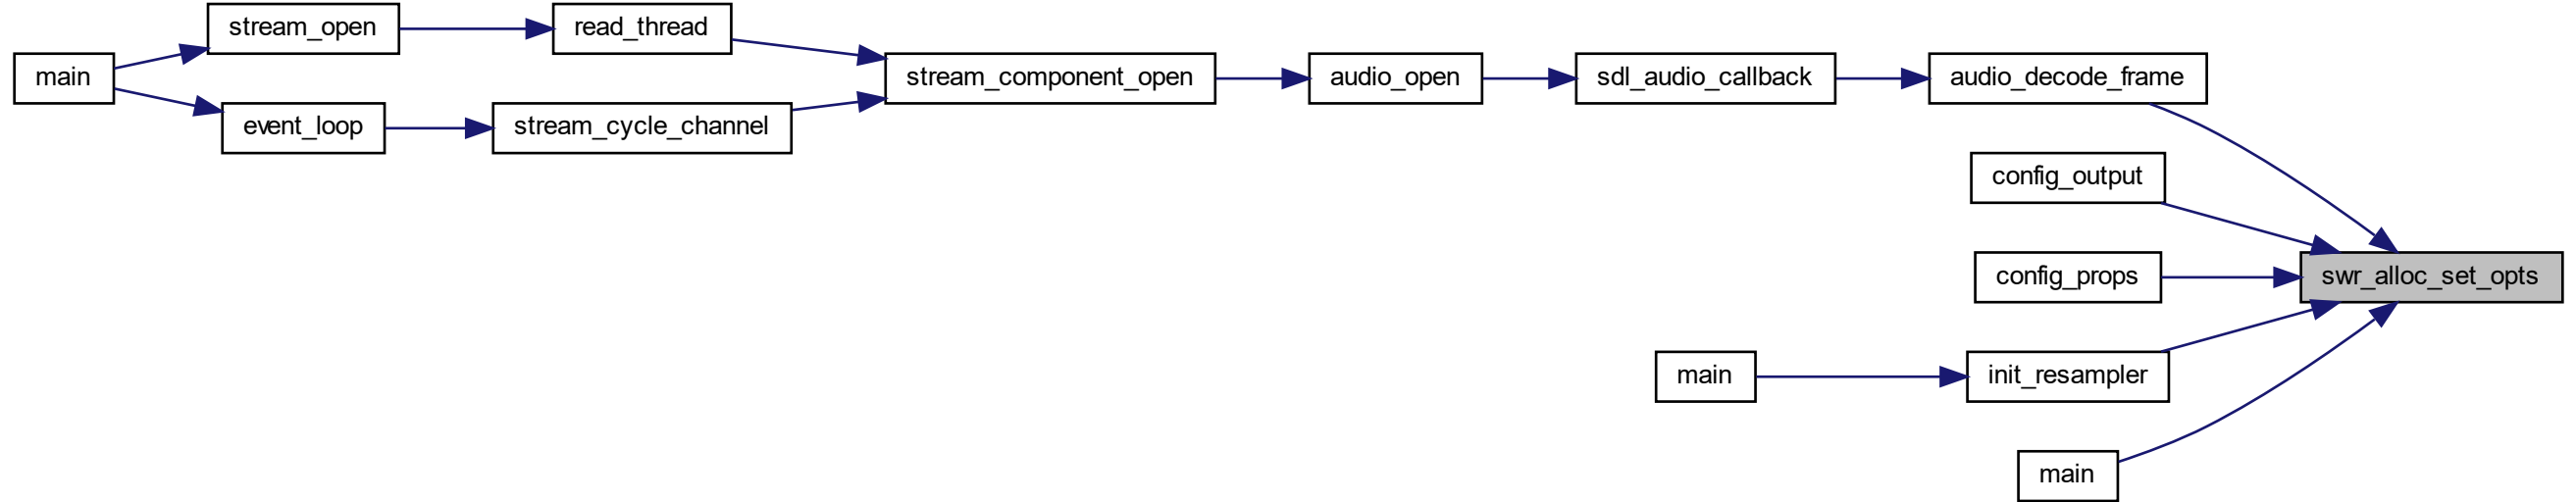 stream_open
read_thread
main
stream_component_open
audio_open
sdl_audio_callback
audio_decode_frame
event_loop
stream_cycle_channel
config_output
config_props
swr_alloc_set_opts
main
init_resampler
main